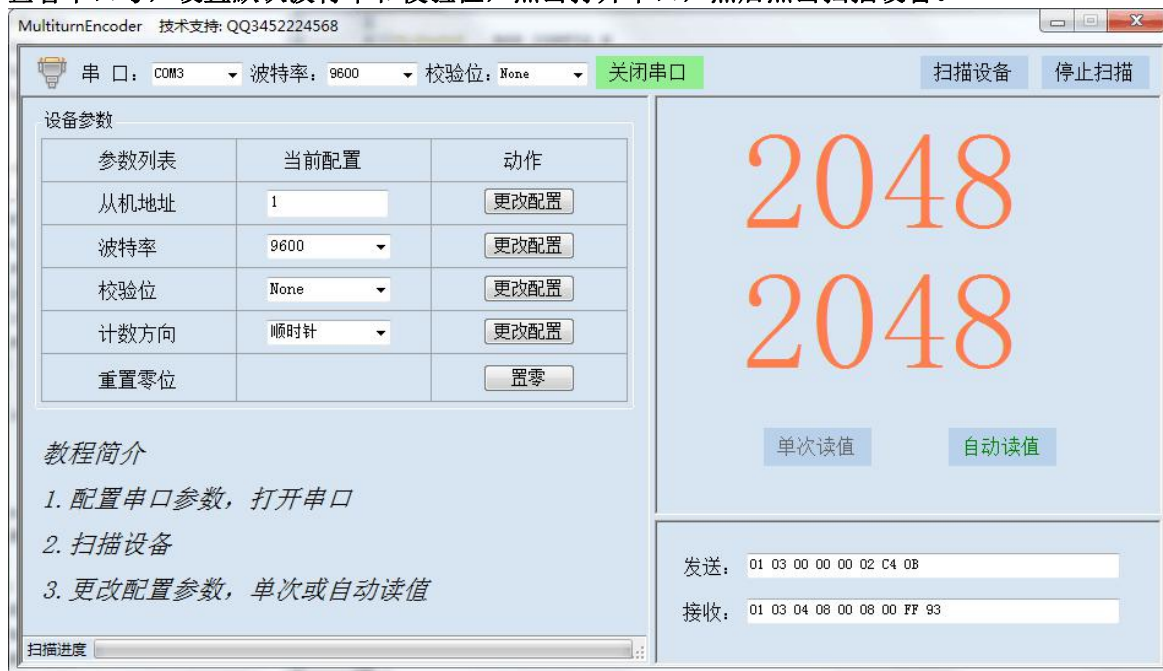 MultiturnEncoder 技术支持: QQ3452224568
串 口: COM3 波特率: 9600 校验位: None 关闭串口 扫描设备 停止扫描
设备参数
参数列表 当前配置 动作
从机地址 1 更改配置
波特率 9600 更改配置
校验位 None 更改配置
计数方向 顺时针 更改配置
重置零位 置零
教程简介
1. 配置串口参数，打开串口
2. 扫描设备
3. 更改配置参数，单次或自动读值
扫描进度
2048
2048
单次读值 自动读值
发送: 01 03 00 00 00 02 C4 0B
接收: 01 03 04 08 00 08 00 FF 93